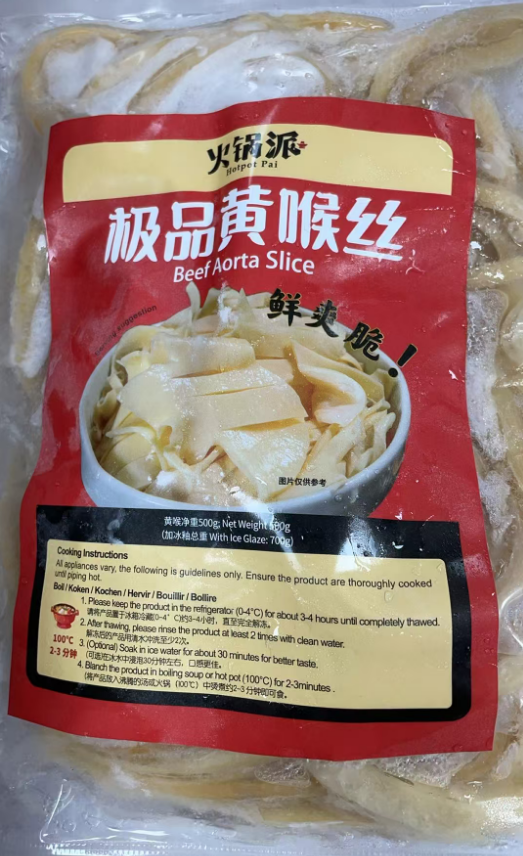 火锅派
Hotpot Pai
极品黄喉丝
Beef Aorta Slice
鲜爽脆！
Serving suggestion
图片仅供参考
黄喉净重500g; Net Weight 500g
(加冰釉总重 With Ice Glaze: 700g)
Cooking Instructions
All appliances vary, the following is guidelines only. Ensure the product are thoroughly cooked
until piping hot.
Boil / Koken / Kochen / Hervir / Bouillir / Bollire
1. Please keep the product in the refrigerator (0-4°C) for about 3-4 hours until completely thawed.
请将产品置于冰箱冷藏(0-4°C)约3-4小时，直至完全解冻。
2. After thawing, please rinse the product at least 2 times with clean water.
解冻后的产品用清水冲洗至少2次。
3. (Optional) Soak in ice water for about 30 minutes for better taste.
(可选)在冰水中浸泡30分钟左右，口感更佳。
4. Blanch the product in boiling soup or hot pot (100°C) for 2-3minutes .
(将产品放入沸腾的汤或火锅（100°C）中烫煮约2-3 分钟即可食。
100°C
2-3 分钟